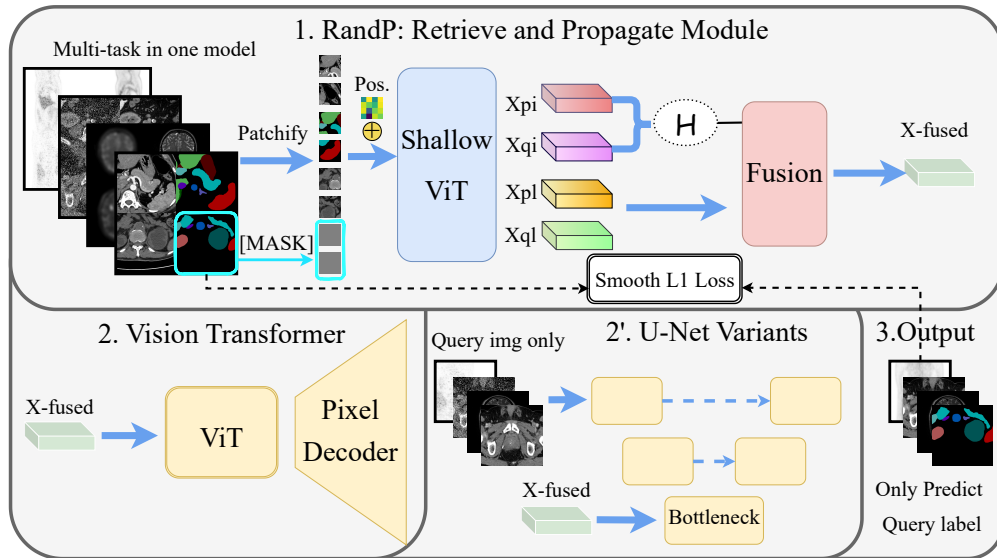 1. RandP: Retrieve and Propagate Module
Multi-task in one model
Patchify
[MASK]
Pos.
Shallow
ViT
Xpi
Xqi
Xpl
Xql
H
Fusion
X-fused
Smooth L1 Loss
2. Vision Transformer
X-fused
ViT
Pixel
Decoder
2'. U-Net Variants
Query img only
X-fused
Bottleneck
3.Output
Only Predict
Query label